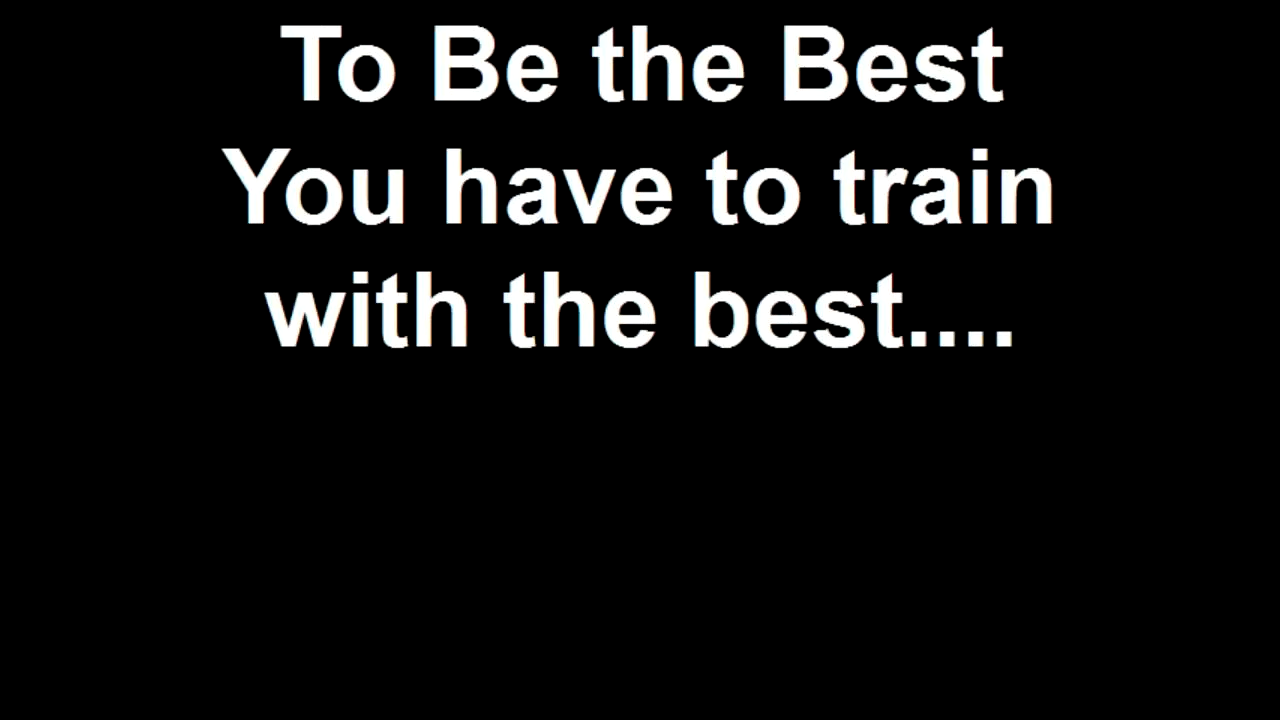 To Be the Best
You have to train
with the best....